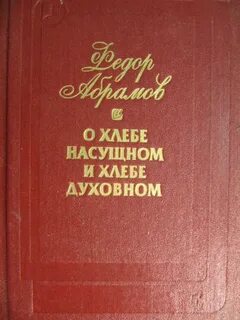 Федор
Абрамов
О ХЛЕБЕ
НАСУЩНОМ
И ХЛЕБЕ
ДУХОВНОМ